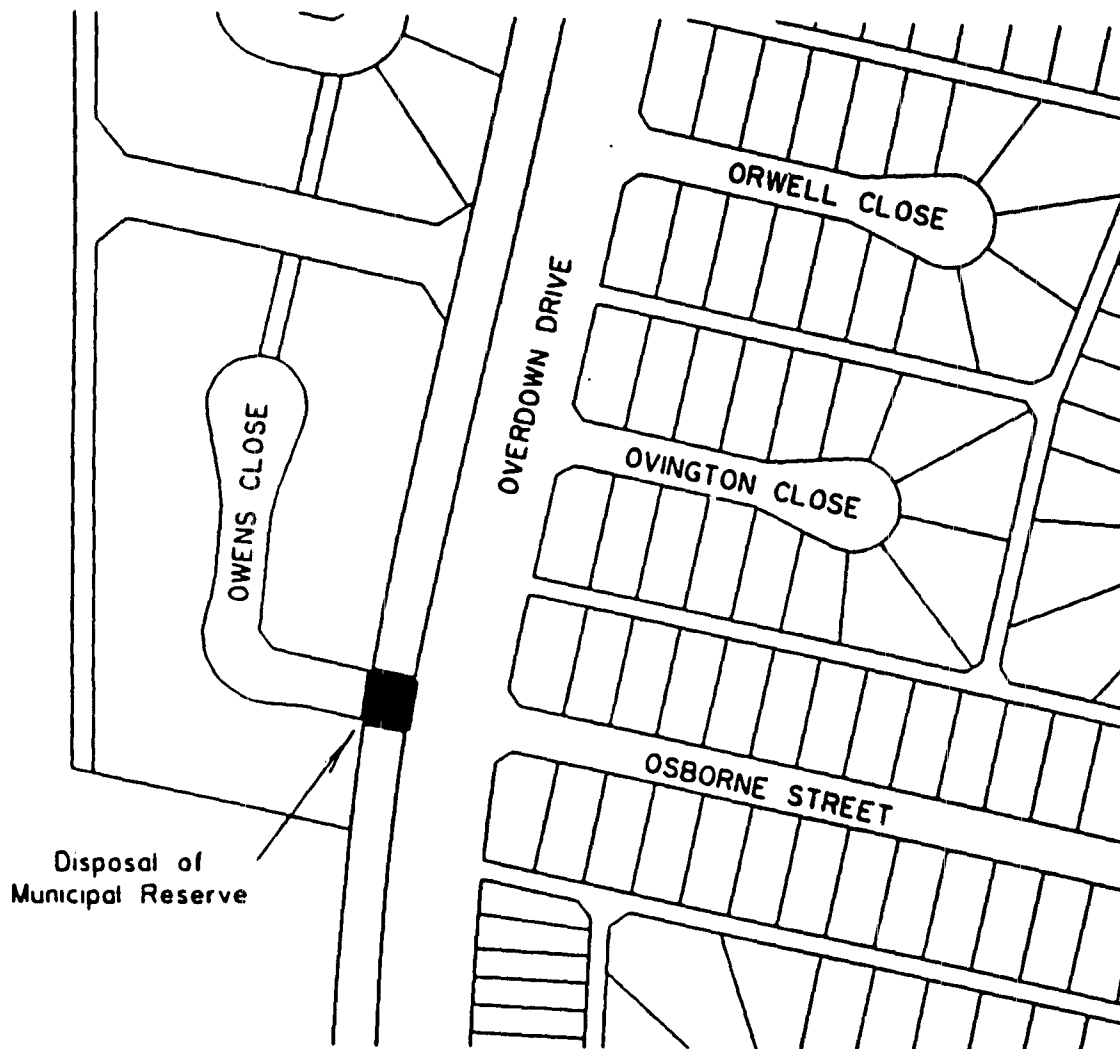 ORWELL CLOSE
OVERDOWN DRIVE
OWENS CLOSE
OVINGTON CLOSE
OSBORNE STREET
Disposal of
Municipal Reserve